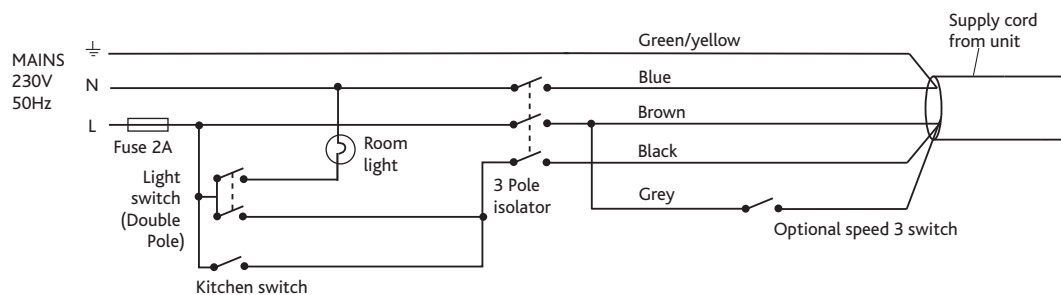 Supply cord
from unit
MAINS
230V
50Hz
N
L
Green/yellow
Blue
Brown
Black
Grey
Fuse 2A
Room
light
Light
switch
(Double
Pole)
3 Pole
isolator
Optional speed 3 switch
Kitchen switch